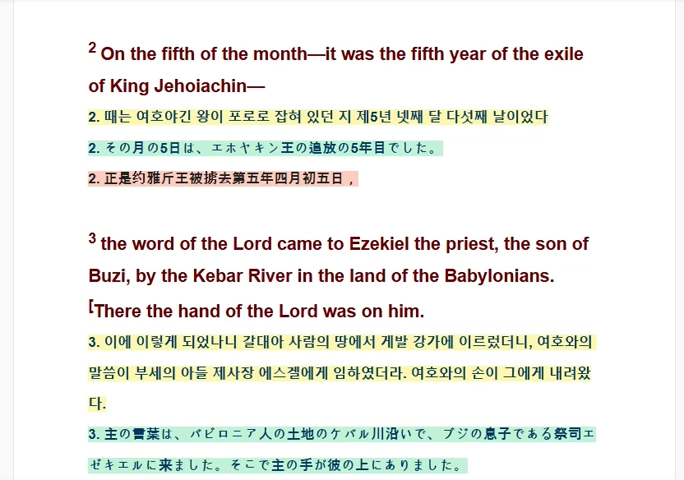 2 On the fifth of the month—it was the fifth year of the exile
of King Jehoiachin—
2. 때는 여호야긴 왕이 포로로 잡혀 있던 지 제5년 넷째 달 다섯째 날이었다
2. その月の5日は、エホヤキン王の追放の5年目でした。
2. 正是约雅斤王被掳去第五年四月初五日，
3 the word of the Lord came to Ezekiel the priest, the son of
Buzi, by the Kebar River in the land of the Babylonians.
[There the hand of the Lord was on him.
3. 이에 이렇게 되었나니 갈대아 사람의 땅에서 게발 강가에 이르렀더니, 여호와의
말씀이 부세의 아들 제사장 에스겔에게 임하였더라. 여호와의 손이 그에게 내려왔
다.
3. 主の言葉は、バビロニア人の土地のケバル川沿いで、ブジの息子である祭司エ
ゼキエルに来ました。そこで主の手が彼の上にありました。